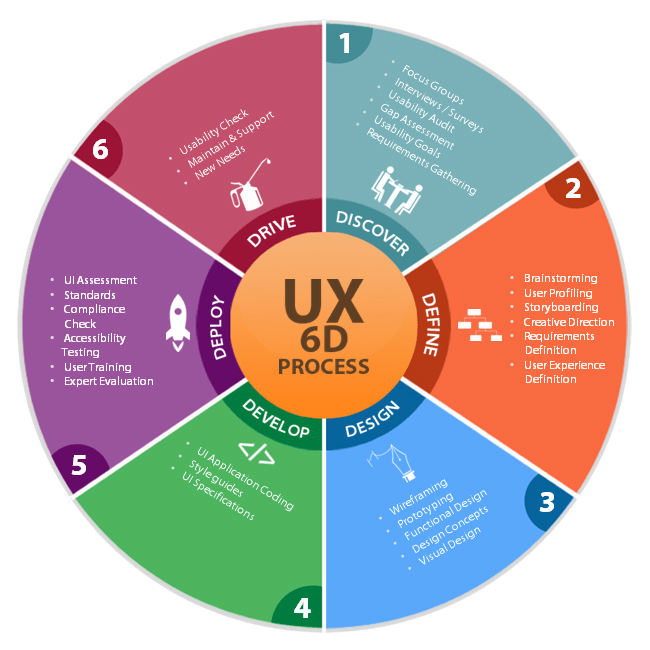 UX
6D
PROCESS
1
DISCOVER
• Focus Groups
• Interviews / Surveys
• Usability Audit
• Gap Assessment
• Usability Goals
• Requirements Gathering
2
DEFINE
• Brainstorming
• User Profiling
• Storyboarding
• Creative Direction
• Requirements
Definition
• User Experience
Definition
3
DESIGN
• Wireframing
• Prototyping
• Functional Design
• Design Concepts
• Visual Design
4
DEVELOP
</>
• UI Application Coding
• Style guides
• UI Specifications
5
DEPLOY
• UI Assessment
• Standards
• Compliance
Check
• Accessibility
Testing
• User Training
• Expert Evaluation
6
DRIVE
• Usability Check
• Maintain & Support
• New Needs